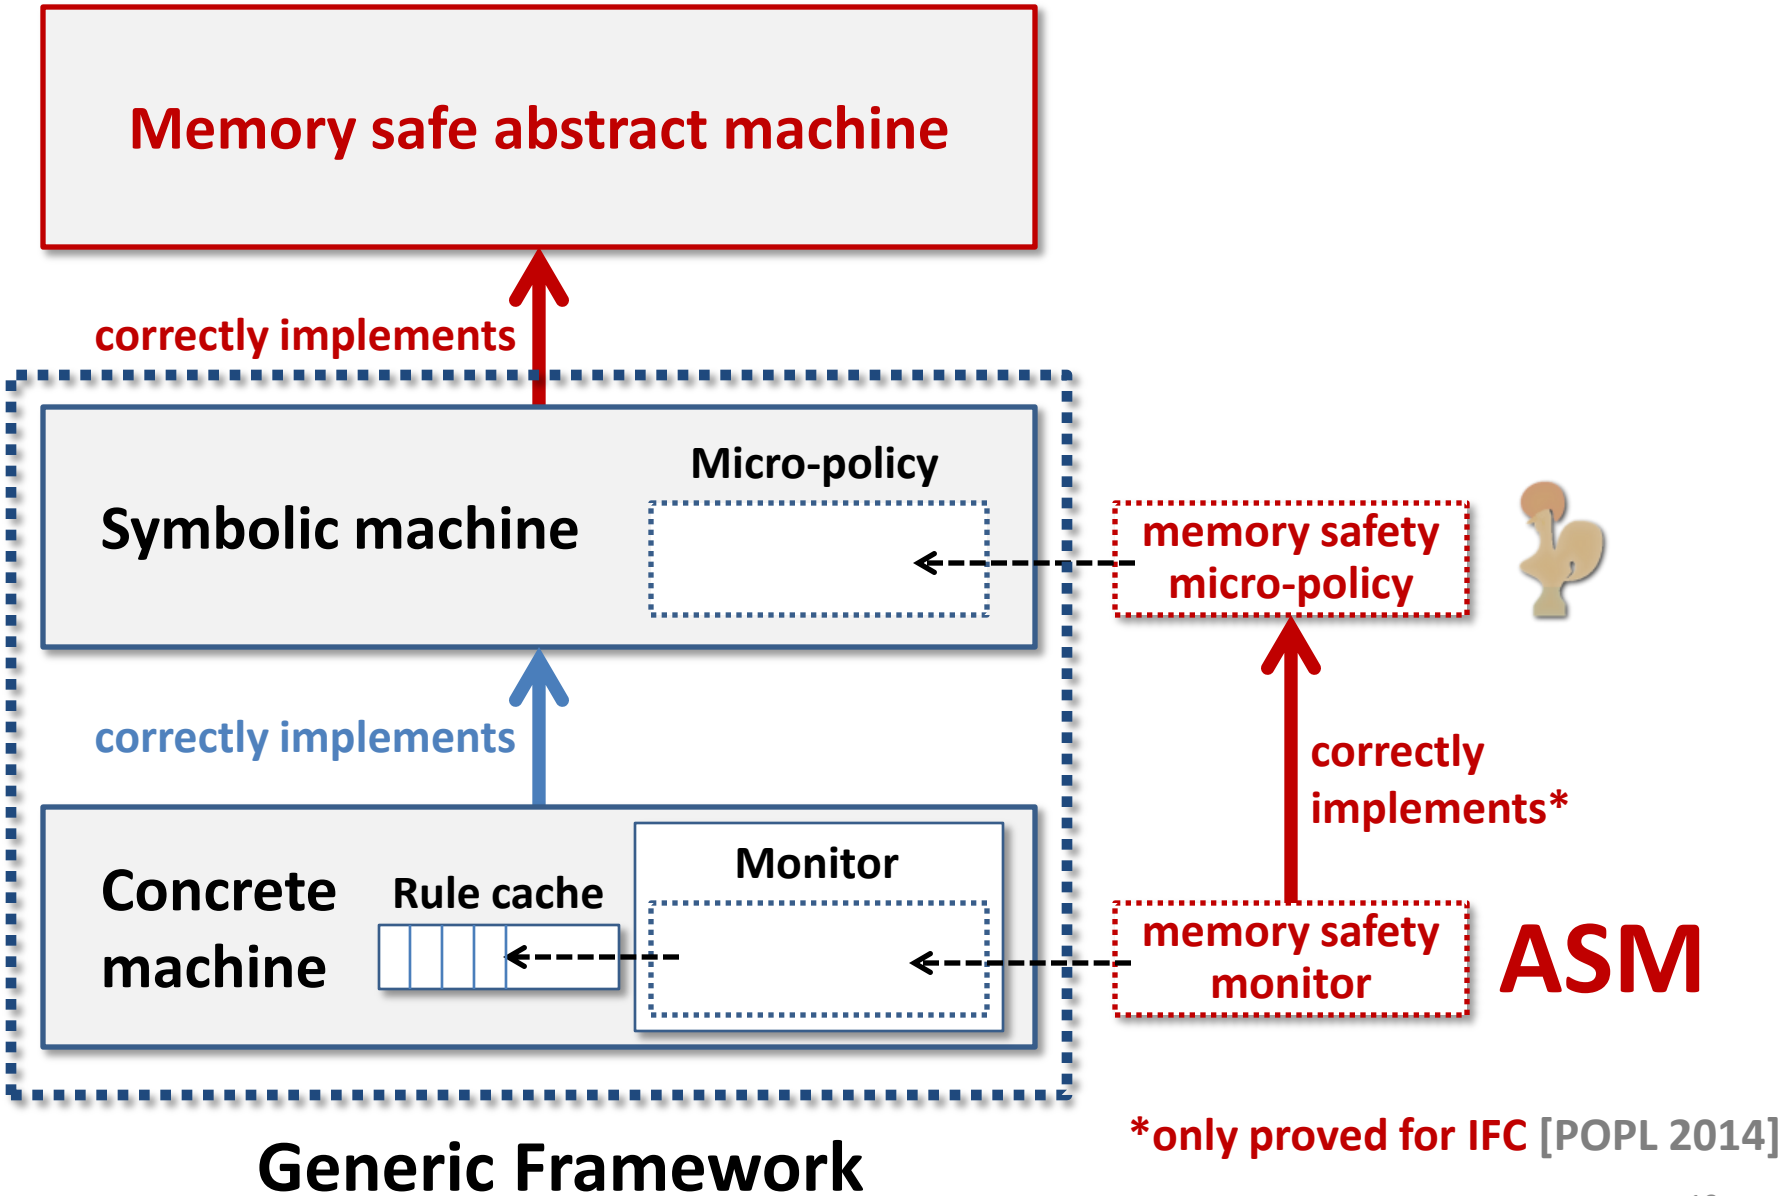 Memory safe abstract machine
correctly implements
Micro-policy
Symbolic machine
memory safety
micro-policy
correctly implements
correctly
implements*
Concrete
machine
Rule cache
Monitor
memory safety
monitor
ASM
*only proved for IFC [POPL 2014]
Generic Framework